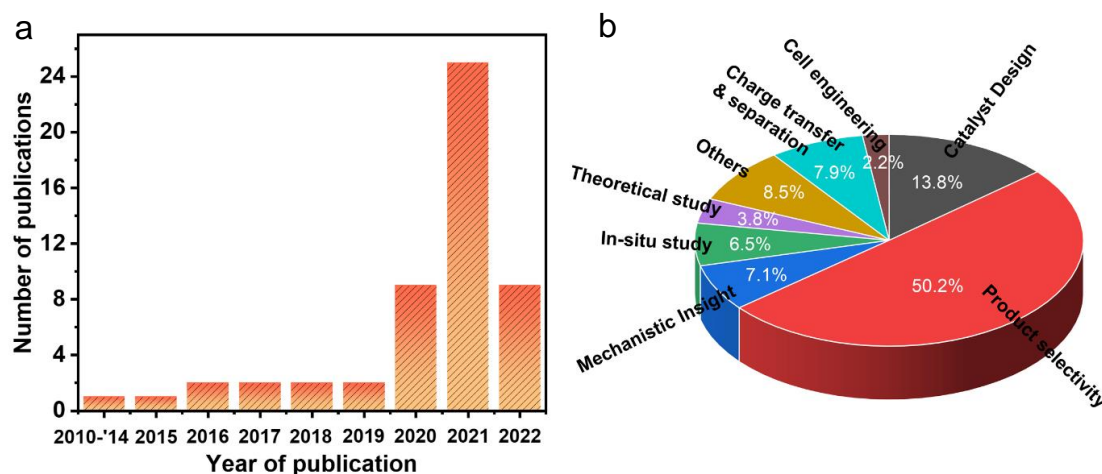 a
Number of publications
24
20
16
12
8
4
0
2010-'14 2015 2016 2017 2018 2019 2020 2021 2022
Year of publication
b
Cell engineering
Catalyst Design
Charge transfer
& separation
Others
Theoretical study
In-situ study
Mechanistic Insight
Product selectivity
2.2%
7.9%
13.8%
8.5%
3.8%
6.5%
7.1%
50.2%